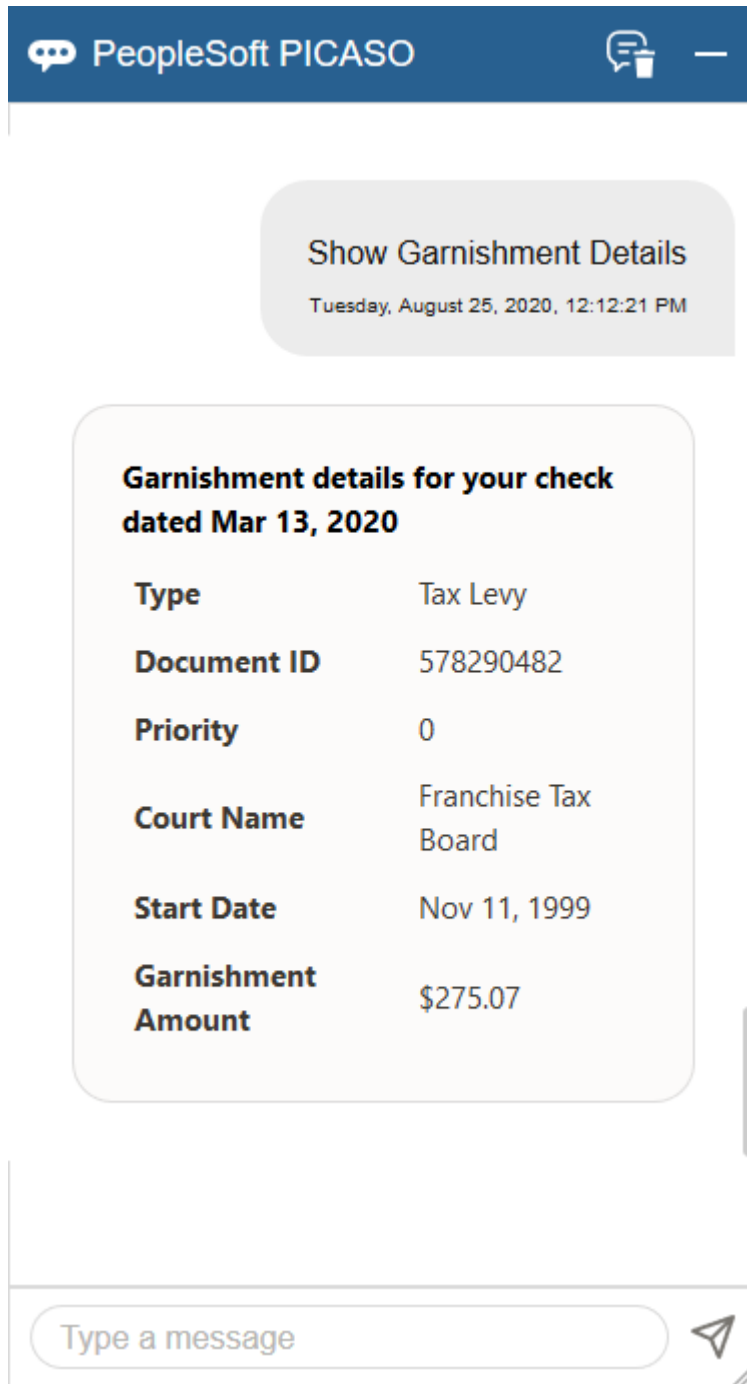 PeopleSoft PICASO
Show Garnishment Details
Tuesday, August 25, 2020, 12:12:21 PM
Garnishment details for your check
dated Mar 13, 2020
Type Tax Levy
Document ID 578290482
Priority 0
Court Name Franchise Tax
Board
Start Date Nov 11, 1999
Garnishment
Amount $275.07
Type a message